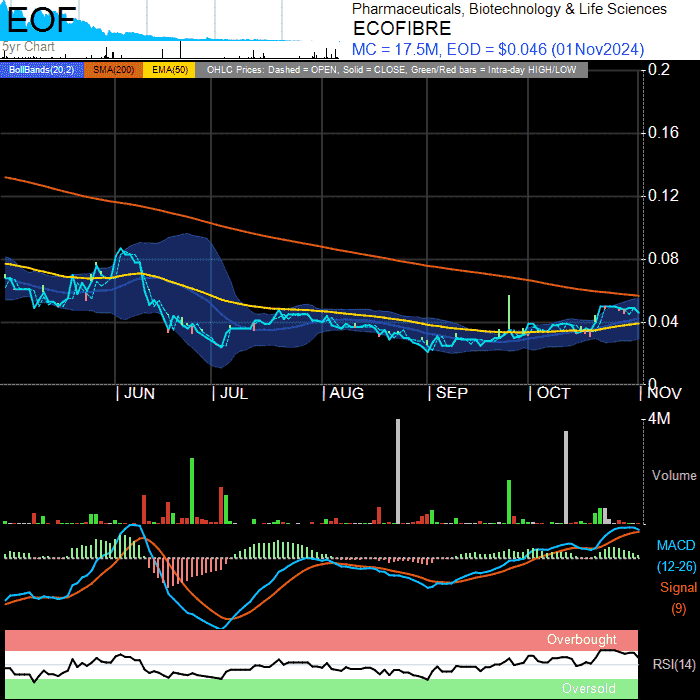 EOF
5yr Chart
Pharmaceuticals, Biotechnology & Life Sciences
ECOFIBRE
MC = 17.5M, EOD = $0.046 (01Nov2024)
BollBands(20,2) SMA(200) EMA(50) OHLC Prices: Dashed = OPEN, Solid = CLOSE, Green/Red bars = Intra-day HIGH/LOW
0.2
0.16
0.12
0.08
0.04
0
JUN JUL AUG SEP OCT NOV
4M
Volume
MACD
(12-26)
Signal
(9)
Overbought
RSI(14)
Oversold